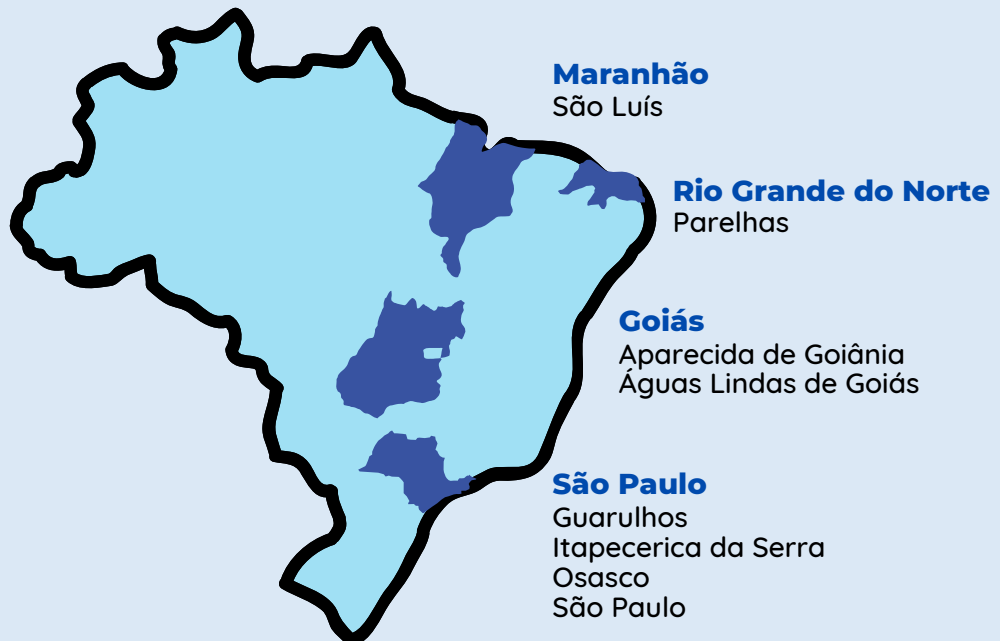 Maranhão
São Luís
Rio Grande do Norte
Parelhas
Goiás
Aparecida de Goiânia
Águas Lindas de Goiás
São Paulo
Guarulhos
Itapecerica da Serra
Osasco
São Paulo